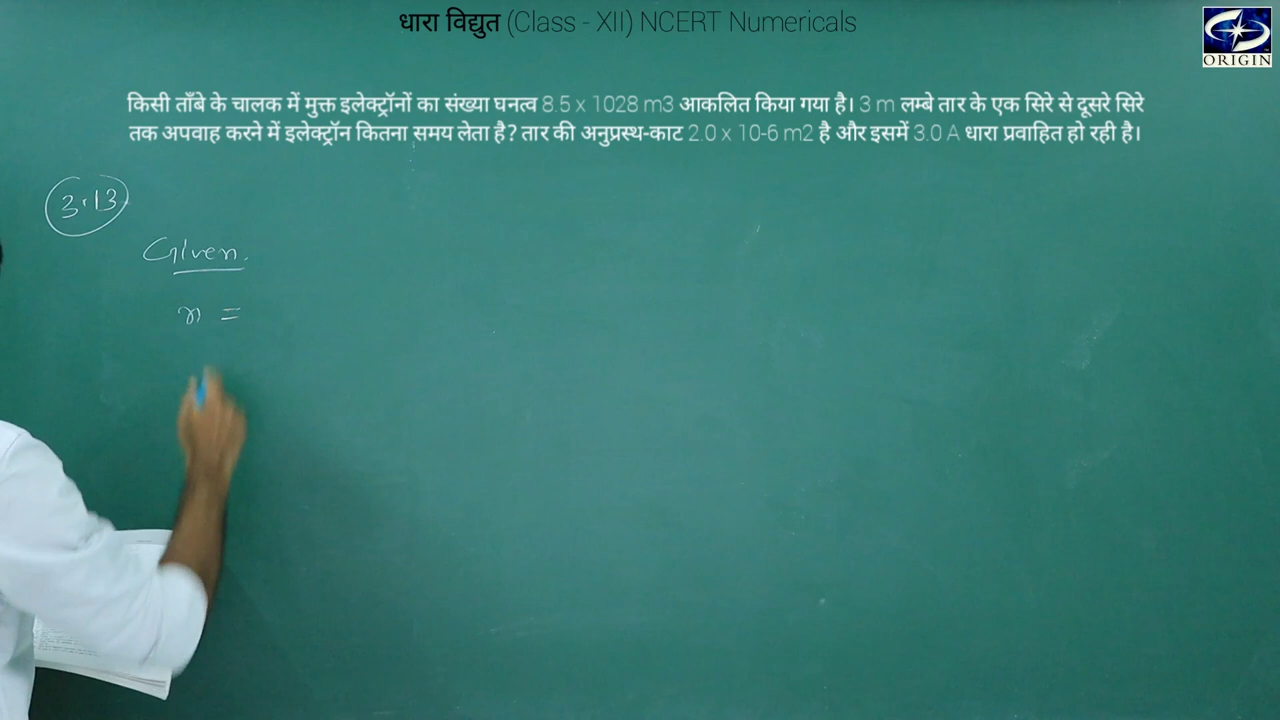 धारा विद्युत (Class - XII) NCERT Numericals
ORIGIN
किसी ताँबे के चालक में मुक्त इलेक्ट्रॉनों का संख्या घनत्व 8.5 x 1028 m3 आकलित किया गया है। 3 m लम्बे तार के एक सिरे से दूसरे सिरे
तक अपवाह करने में इलेक्ट्रॉन कितना समय लेता है? तार की अनुप्रस्थ-काट 2.0 x 10-6 m2 है और इसमें 3.0 A धारा प्रवाहित हो रही है।
3.13
Given.
n =